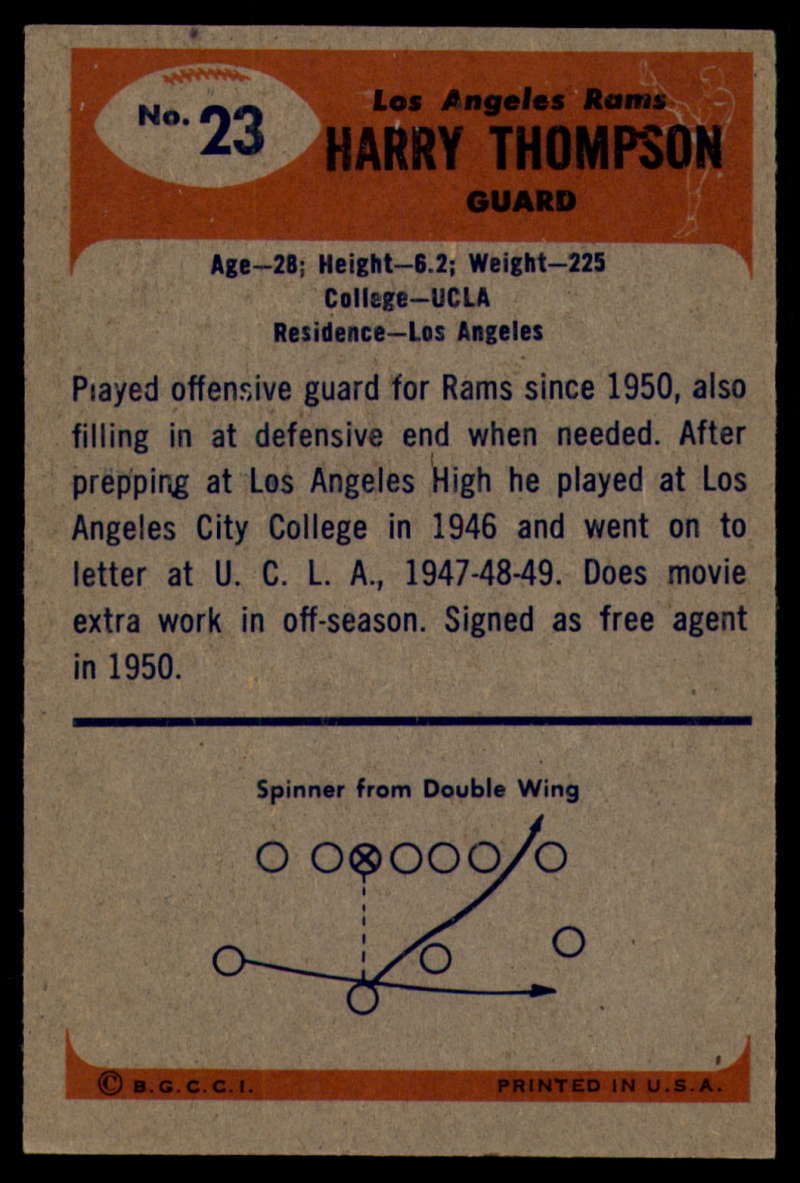 No. 23
Los Angeles Rams
HARRY THOMPSON
GUARD
Age—28; Height—6.2; Weight—225
College—UCLA
Residence—Los Angeles
Played offensive guard for Rams since 1950, also
filling in at defensive end when needed. After
prepping at Los Angeles High he played at Los
Angeles City College in 1946 and went on to
letter at U. C. L. A., 1947-48-49. Does movie
extra work in off-season. Signed as free agent
in 1950.
Spinner from Double Wing
© B.G.C.C.I.
PRINTED IN U.S.A.